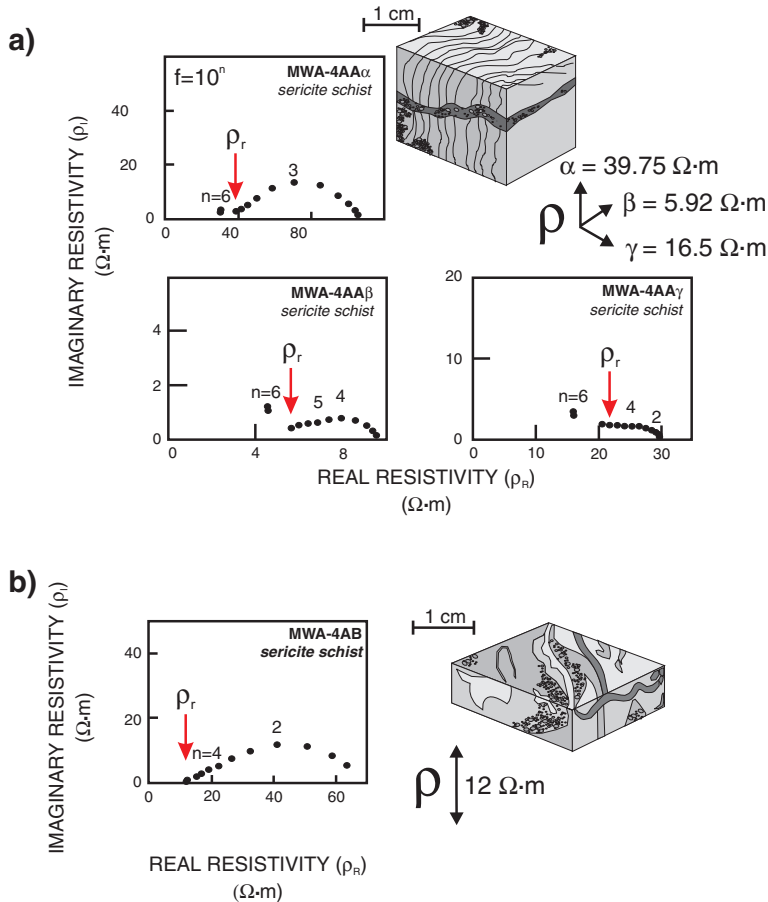 a)
1 cm
f=10ⁿ
MWA-4AAα
sericite schist
ρr
n=6
3
40
20
0
0
40
80
IMAGINARY RESISTIVITY (ρI)
(Ω·m)
ρ
α = 39.75 Ω·m
β = 5.92 Ω·m
γ = 16.5 Ω·m
MWA-4AAβ
sericite schist
ρr
n=6
5
4
4
2
0
0
4
8
MWA-4AAγ
sericite schist
ρr
n=6
4
2
20
10
0
0
10
20
30
REAL RESISTIVITY (ρR)
(Ω·m)
b)
1 cm
IMAGINARY RESISTIVITY (ρI)
(Ω·m)
MWA-4AB
sericite schist
ρr
n=4
2
50
40
20
0
0
20
40
60
ρ
12 Ω·m
REAL RESISTIVITY (ρR)
(Ω·m)